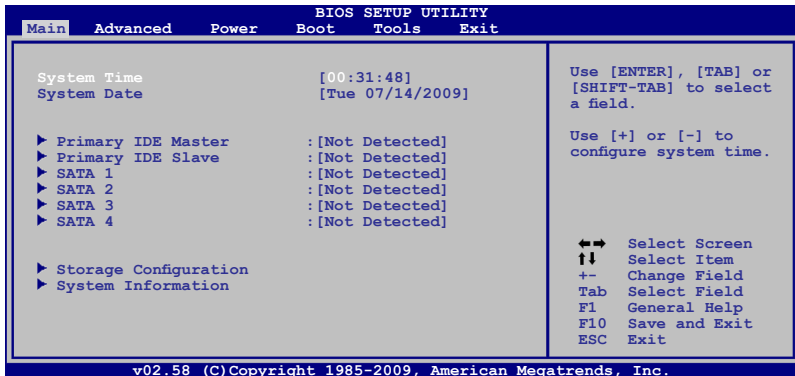 BIOS SETUP UTILITY
Main Advanced Power Boot Tools Exit
System Time [00:31:48]
System Date [Tue 07/14/2009]
Primary IDE Master :[Not Detected]
Primary IDE Slave :[Not Detected]
SATA 1 :[Not Detected]
SATA 2 :[Not Detected]
SATA 3 :[Not Detected]
SATA 4 :[Not Detected]
Storage Configuration
System Information
Use [ENTER], [TAB] or
[SHIFT-TAB] to select
a field.
Use [+] or [-] to
configure system time.
←→ Select Screen
↑↓ Select Item
+- Change Field
Tab Select Field
F1 General Help
F10 Save and Exit
ESC Exit
v02.58 (C)Copyright 1985-2009, American Megatrends, Inc.